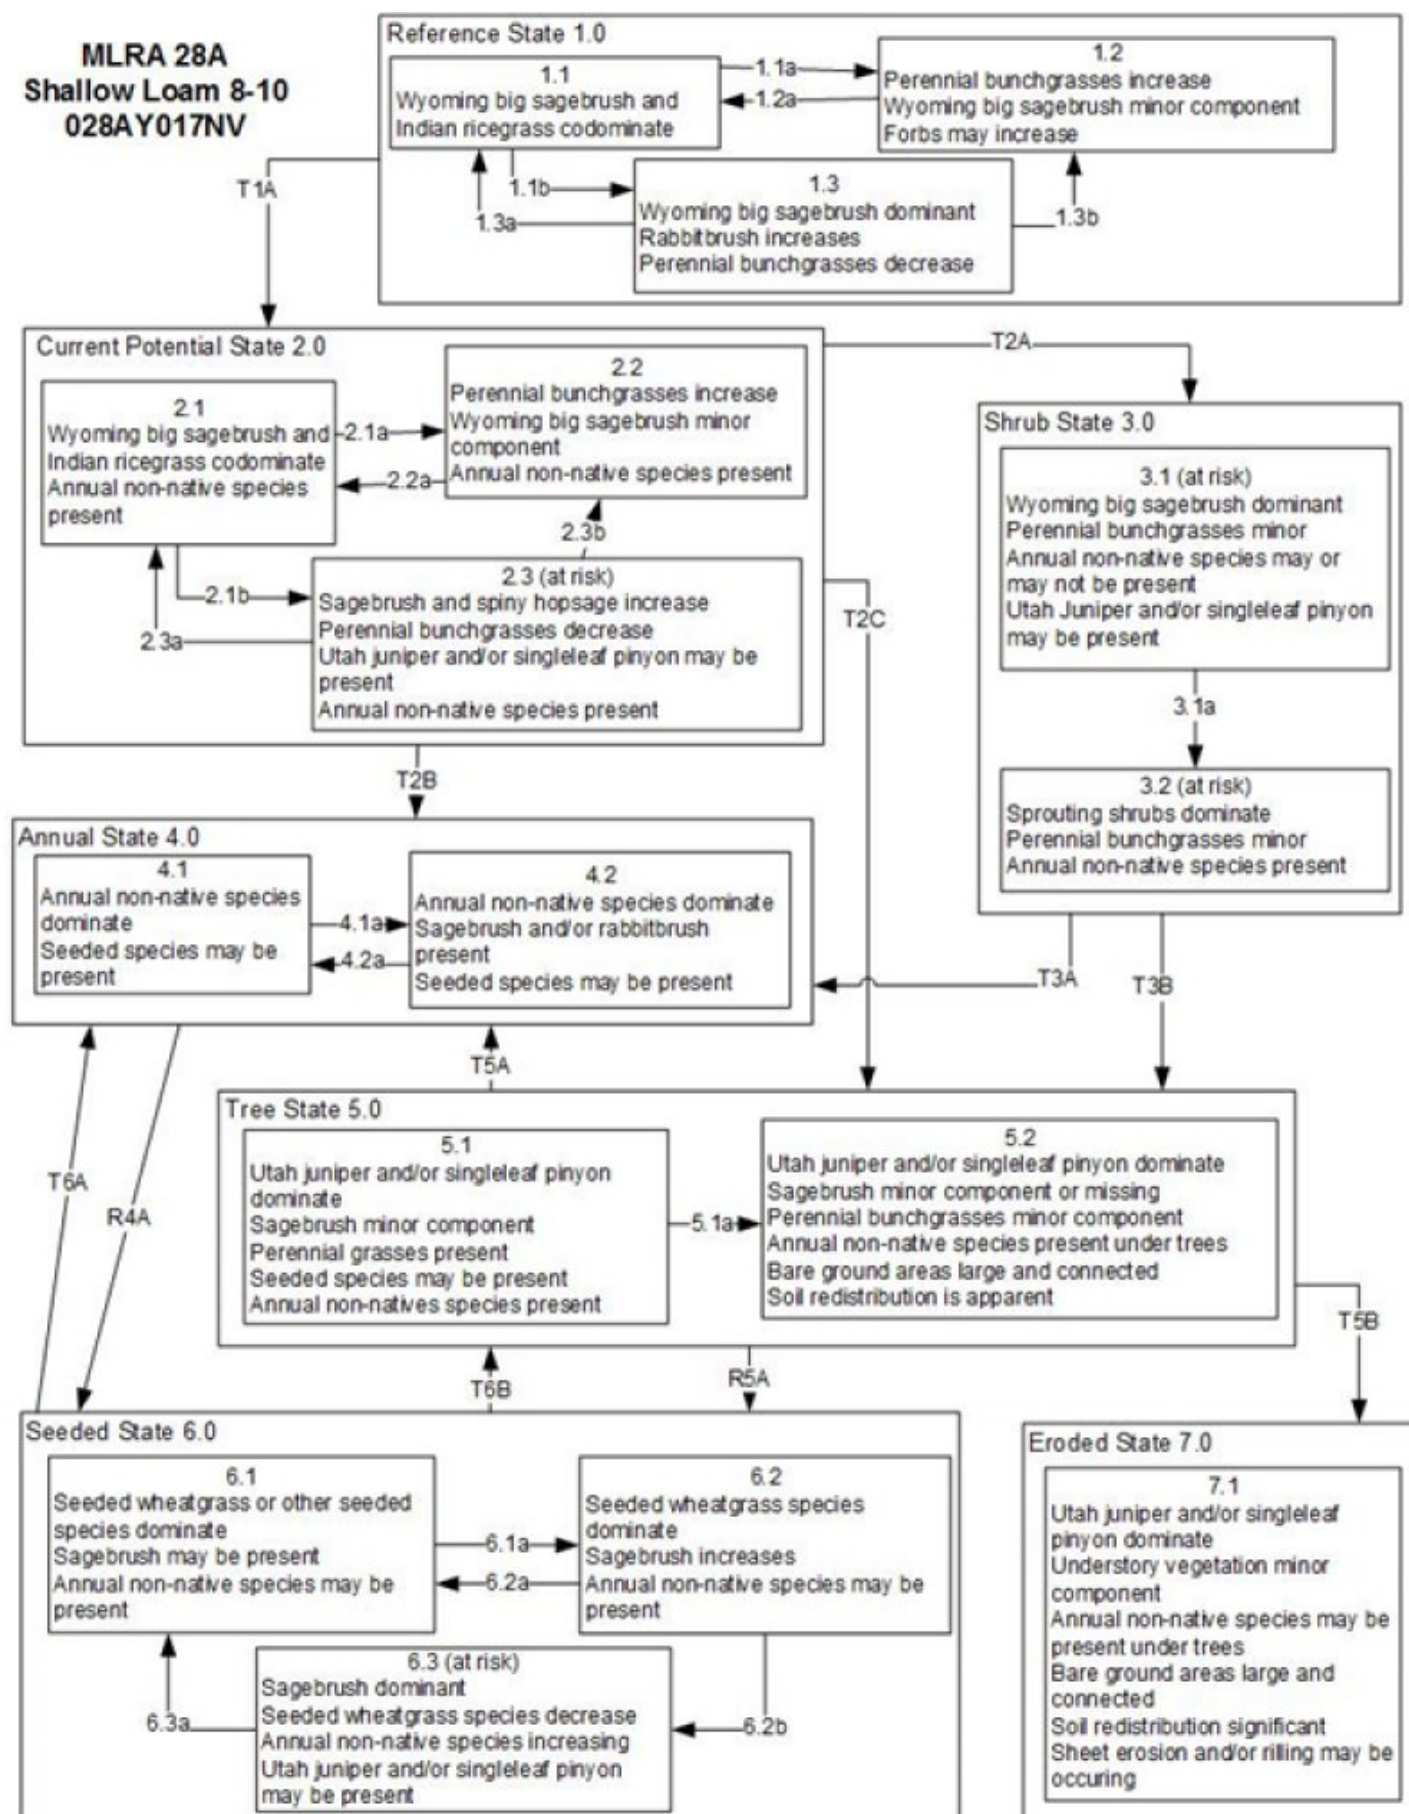 MLRA 28A
Shallow Loam 8-10
028AY017NV
Reference State 1.0
1.1
Wyoming big sagebrush and
Indian ricegrass codominate
1.1a
1.2a
1.2
Perennial bunchgrasses increase
Wyoming big sagebrush minor component
Forbs may increase
1.1b
1.3a
1.3
Wyoming big sagebrush dominant
Rabbitbrush increases
Perennial bunchgrasses decrease
1.3b
T1A
Current Potential State 2.0
2.1
Wyoming big sagebrush and
Indian ricegrass codominate
Annual non-native species
present
2.1a
2.2a
2.2
Perennial bunchgrasses increase
Wyoming big sagebrush minor
component
Annual non-native species present
2.3b
2.1b
2.3a
2.3 (at risk)
Sagebrush and spiny hopsage increase
Perennial bunchgrasses decrease
Utah juniper and/or singleleaf pinyon may be
present
Annual non-native species present
T2A
T2C
T2B
Shrub State 3.0
3.1 (at risk)
Wyoming big sagebrush dominant
Perennial bunchgrasses minor
Annual non-native species may or
may not be present
Utah Juniper and/or singleleaf pinyon
may be present
3.1a
3.2 (at risk)
Sprouting shrubs dominate
Perennial bunchgrasses minor
Annual non-native species present
T3A
T3B
Annual State 4.0
4.1
Annual non-native species
dominate
Seeded species may be
present
4.1a
4.2a
4.2
Annual non-native species dominate
Sagebrush and/or rabbitbrush
present
Seeded species may be present
T5A
T6A
R4A
Tree State 5.0
5.1
Utah juniper and/or singleleaf pinyon
dominate
Sagebrush minor component
Perennial grasses present
Seeded species may be present
Annual non-natives species present
5.1a
5.2
Utah juniper and/or singleleaf pinyon dominate
Sagebrush minor component or missing
Perennial bunchgrasses minor component
Annual non-native species present under trees
Bare ground areas large and connected
Soil redistribution is apparent
T5B
T6B
R5A
Seeded State 6.0
6.1
Seeded wheatgrass or other seeded
species dominate
Sagebrush may be present
Annual non-native species may be
present
6.1a
6.2a
6.2
Seeded wheatgrass species
dominate
Sagebrush increases
Annual non-native species may be
present
6.3a
6.3 (at risk)
Sagebrush dominant
Seeded wheatgrass species decrease
Annual non-native species increasing
Utah juniper and/or singleleaf pinyon
may be present
6.2b
Eroded State 7.0
7.1
Utah juniper and/or singleleaf
pinyon dominate
Understory vegetation minor
component
Annual non-native species may be
present under trees
Bare ground areas large and
connected
Soil redistribution significant
Sheet erosion and/or rilling may be
occuring